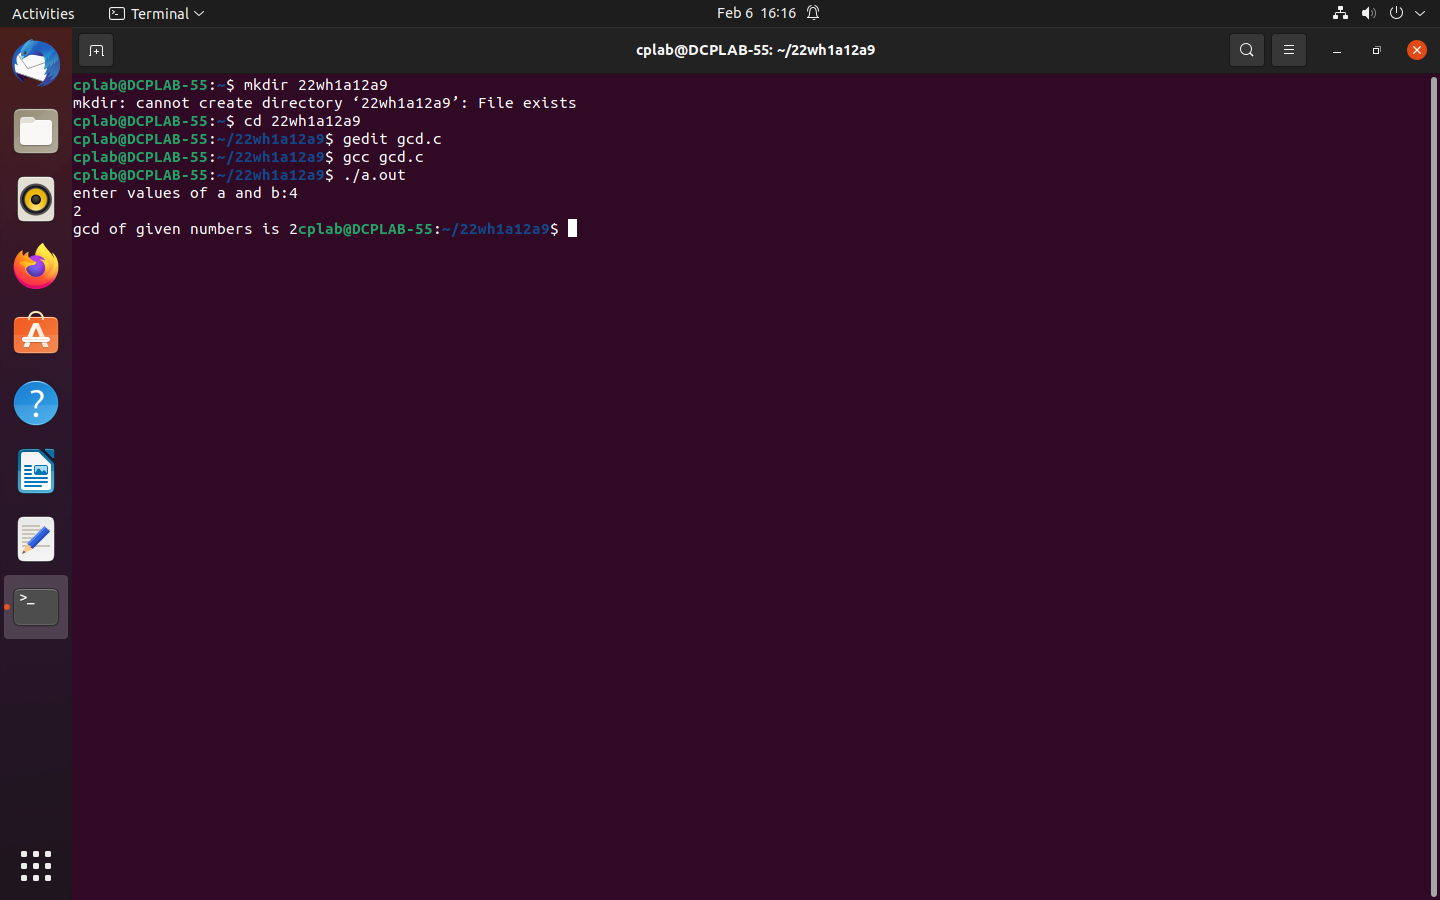 Activities Terminal Feb 6 16:16
cplab@DCPLAB-55: ~/22wh1a12a9
cplab@DCPLAB-55:~$ mkdir 22wh1a12a9
mkdir: cannot create directory ‘22wh1a12a9’: File exists
cplab@DCPLAB-55:~$ cd 22wh1a12a9
cplab@DCPLAB-55:~/22wh1a12a9$ gedit gcd.c
cplab@DCPLAB-55:~/22wh1a12a9$ gcc gcd.c
cplab@DCPLAB-55:~/22wh1a12a9$ ./a.out
enter values of a and b:4
2
gcd of given numbers is 2cplab@DCPLAB-55:~/22wh1a12a9$